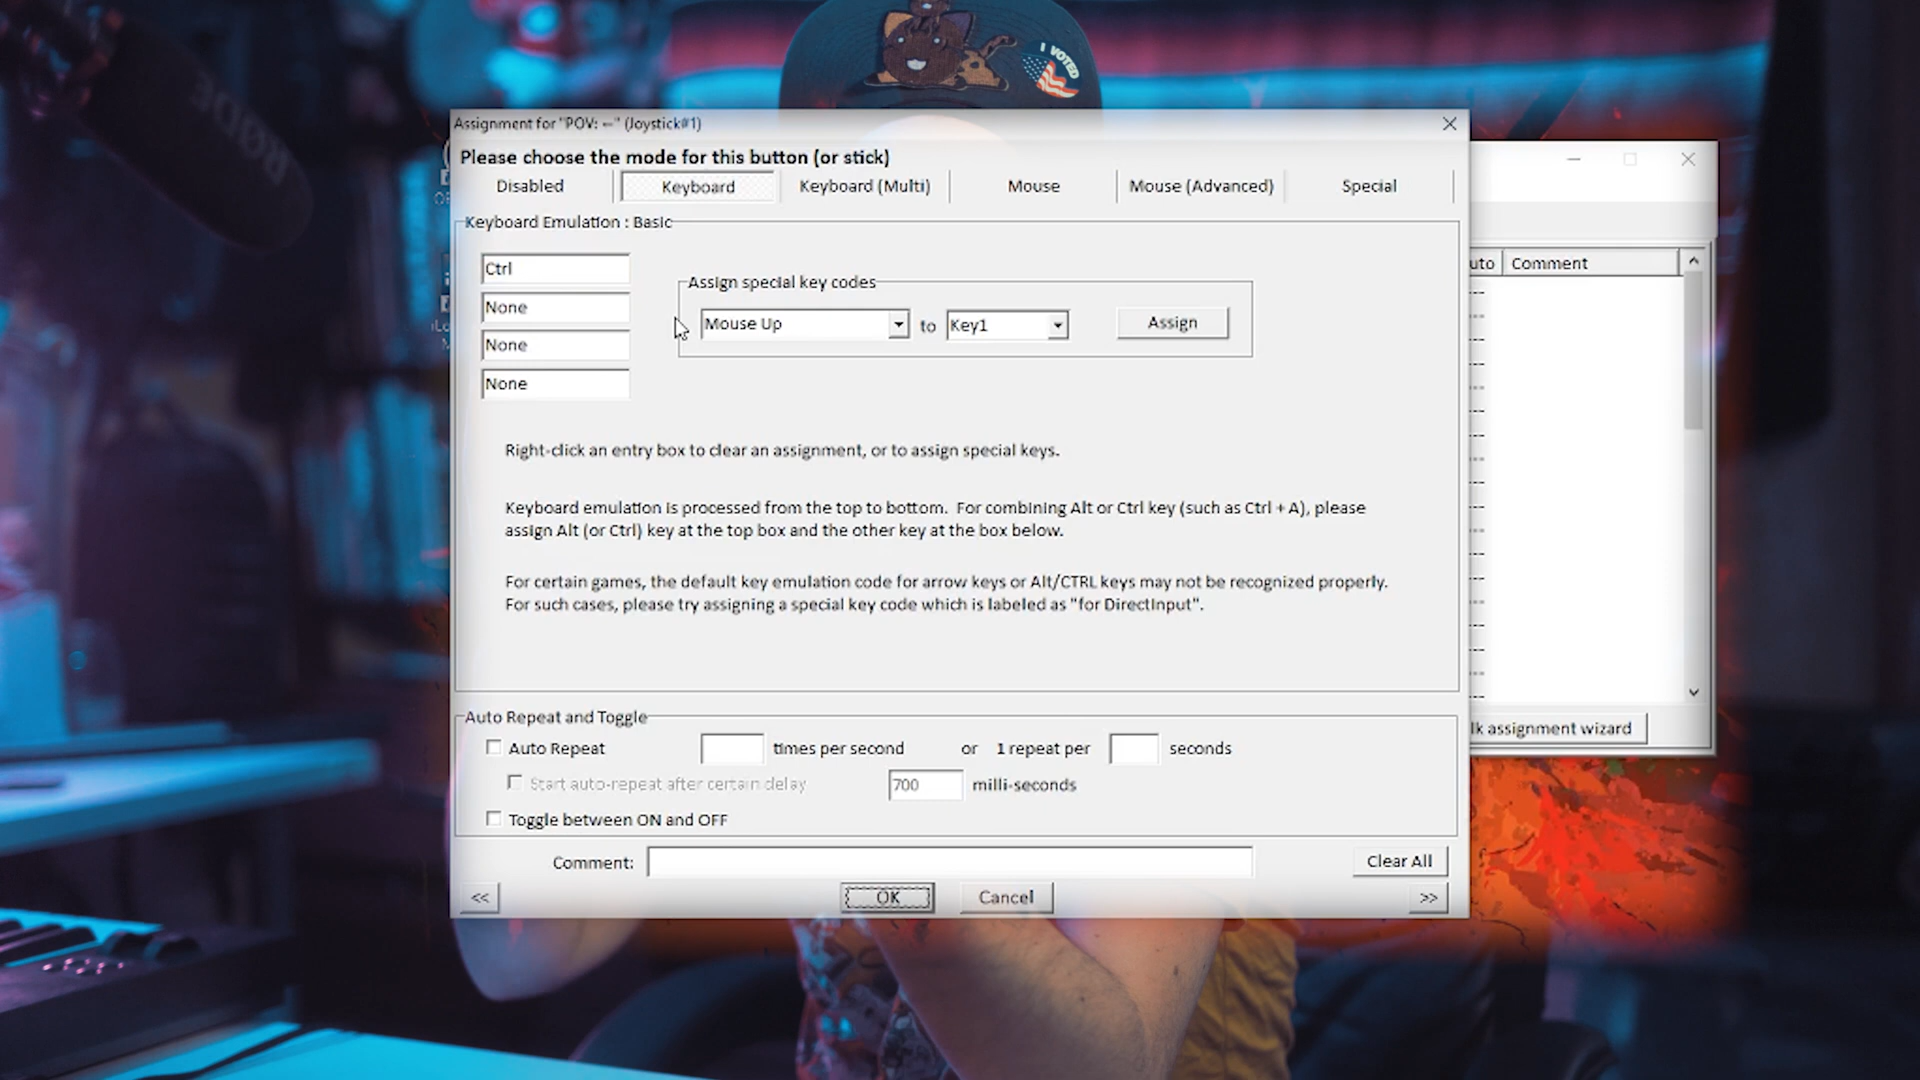 I VOTED
RØDE
Assignment for "POV: ←" (Joystick#1)
Please choose the mode for this button (or stick)
Disabled
Keyboard
Keyboard (Multi)
Mouse
Mouse (Advanced)
Special
Keyboard Emulation : Basic
Ctrl
None
None
None
Assign special key codes
Mouse Up
to
Key1
Assign
Right-click an entry box to clear an assignment, or to assign special keys.
Keyboard emulation is processed from the top to bottom.  For combining Alt or Ctrl key (such as Ctrl + A), please
assign Alt (or Ctrl) key at the top box and the other key at the box below.
For certain games, the default key emulation code for arrow keys or Alt/CTRL keys may not be recognized properly.
For such cases, please try assigning a special key code which is labeled as "for DirectInput".
Auto Repeat and Toggle
Auto Repeat
times per second
or
1 repeat per
seconds
Start auto-repeat after certain delay
700
milli-seconds
Toggle between ON and OFF
Comment:
Clear All
<<
OK
Cancel
>>
uto
Comment
lk assignment wizard